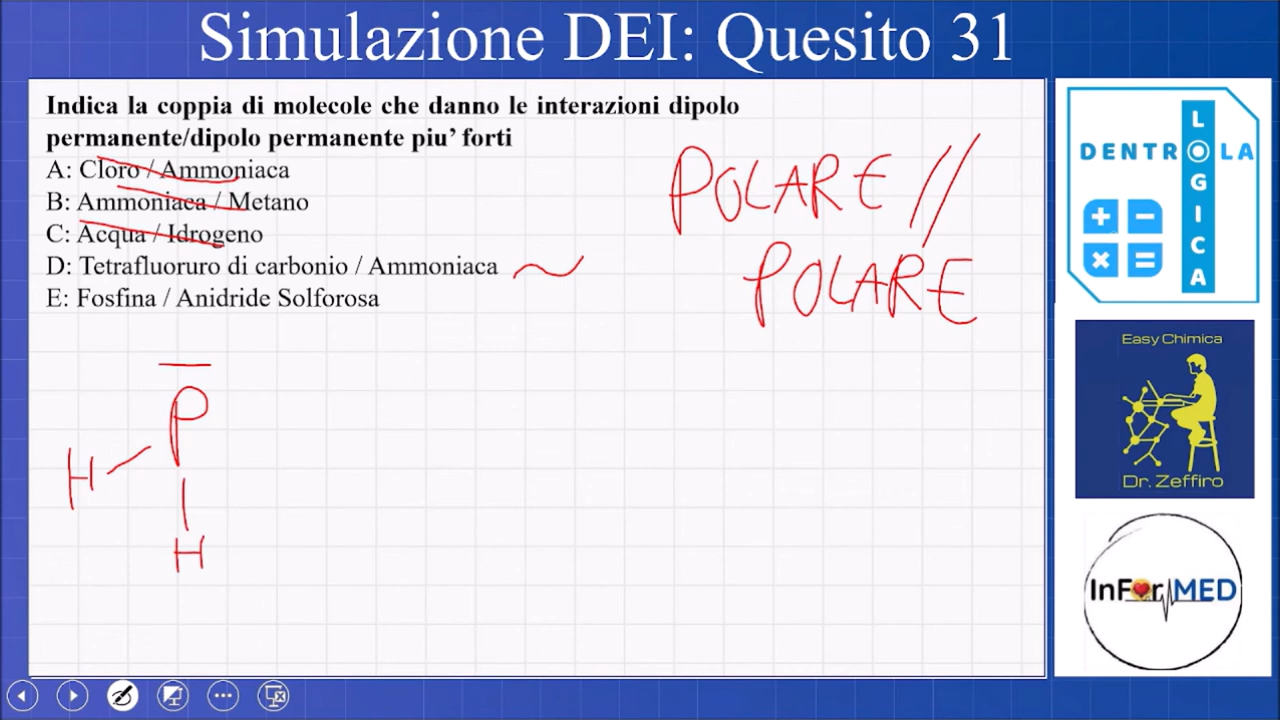 Simulazione DEI: Quesito 31
Indica la coppia di molecole che danno le interazioni dipolo
permanente/dipolo permanente piu' forti
A: Cloro / Ammoniaca
B: Ammoniaca / Metano
C: Acqua / Idrogeno
D: Tetrafluoruro di carbonio / Ammoniaca
E: Fosfina / Anidride Solforosa
POLARE //
POLARE
P
H
H
DENTRO LA
LOGICA
Easy Chimica
Dr. Zeffiro
InForMED